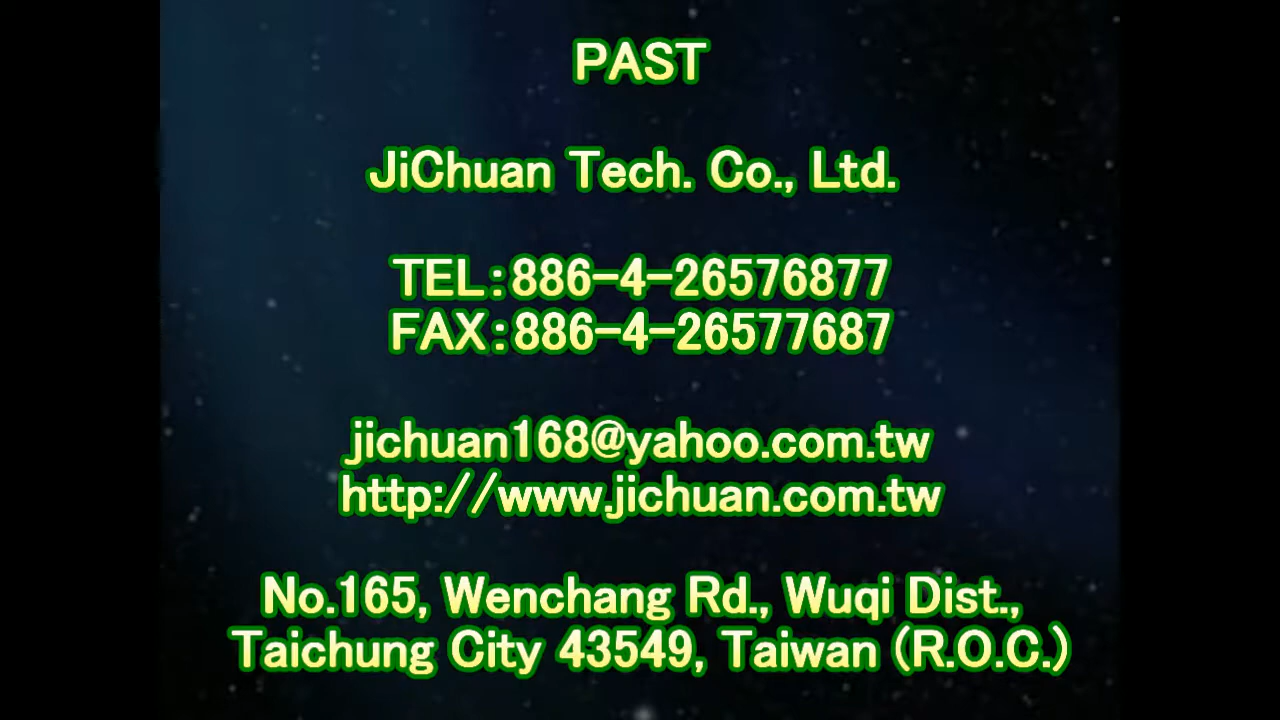 PAST
JiChuan Tech. Co., Ltd.
TEL:886-4-26576877
FAX:886-4-26577687
jichuan168@yahoo.com.tw
http://www.jichuan.com.tw
No.165, Wenchang Rd., Wuqi Dist.,
Taichung City 43549, Taiwan (R.O.C.)